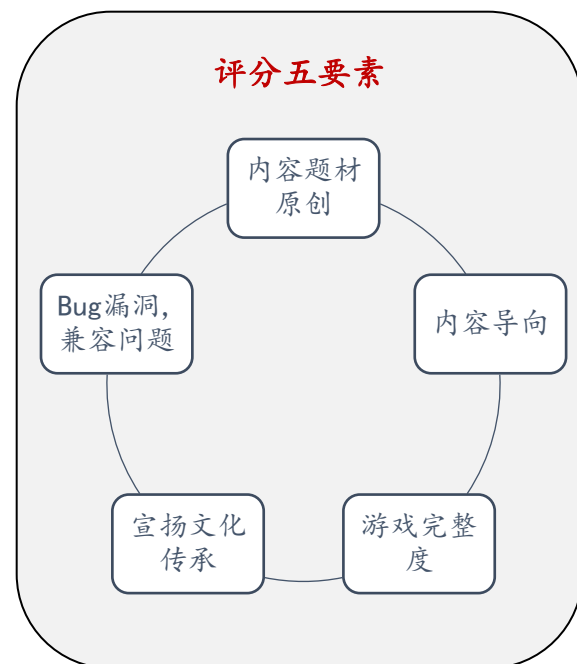 评分五要素
内容题材
原创
Bug漏洞,
兼容问题
内容导向
宣扬文化
传承
游戏完整
度